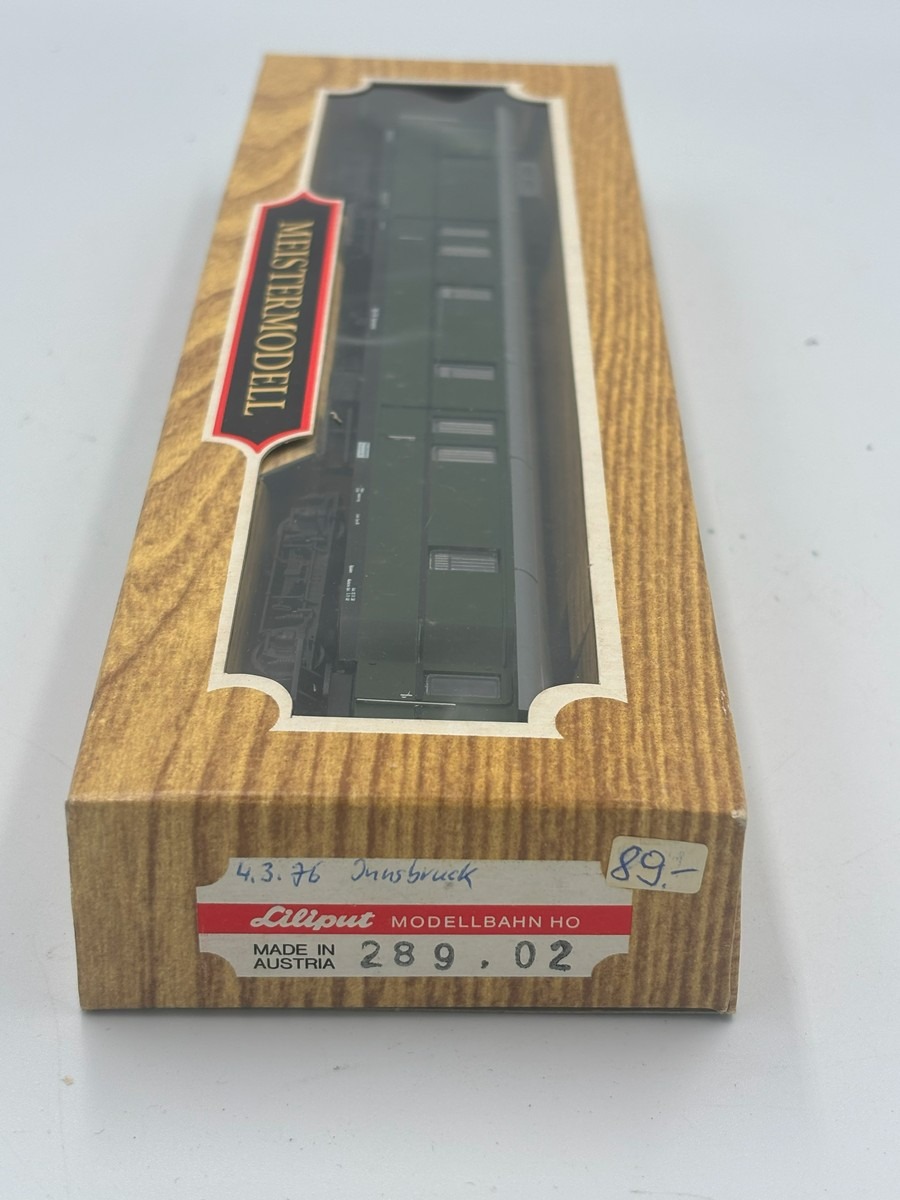 MEISTERMODELL
4.3.76 Innsbruck
89.-
Liliput MODELLBAHN HO
MADE IN AUSTRIA 289.02